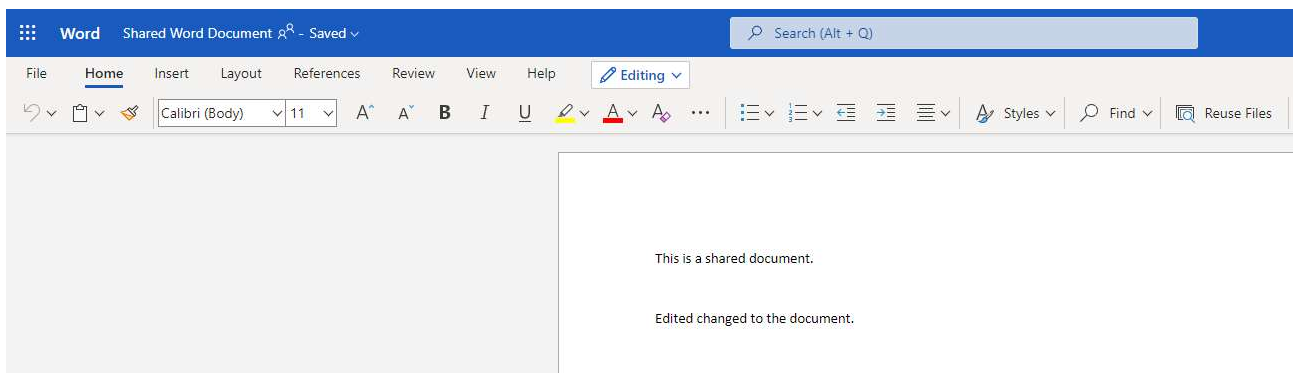 Word Shared Word Document - Saved Search (Alt + Q)
File Home Insert Layout References Review View Help Editing
Calibri (Body) 11 A A B I U A A ... Styles Find Reuse Files
This is a shared document.
Edited changed to the document.